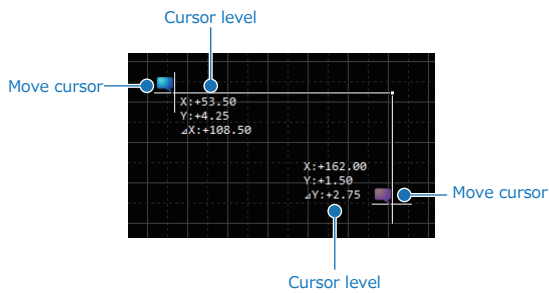 Cursor level
Move cursor
X:+53.50
Y:+4.25
⊿X:+108.50
X:+162.00
Y:+1.50
⊿Y:+2.75
Move cursor
Cursor level